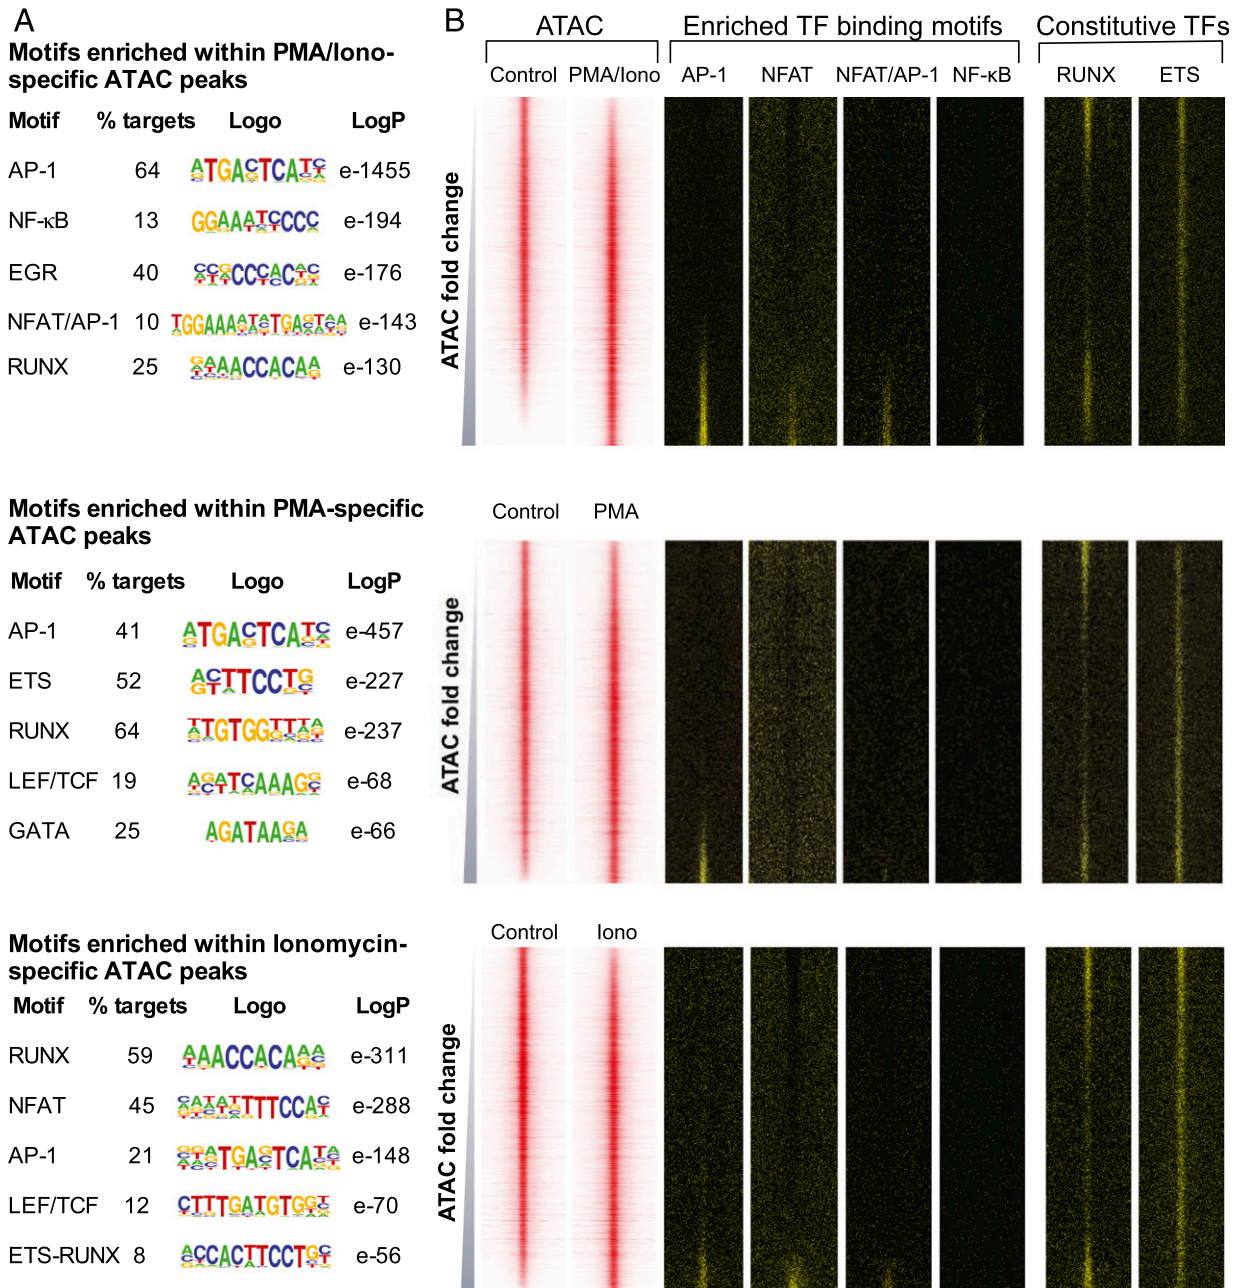 A
Motifs enriched within PMA/Iono-
specific ATAC peaks
Motif % targets Logo LogP
AP-1 64 ATGACTCATC e-1455
NF-κB 13 GGAAATCCCC e-194
EGR 40 e-176
NFAT/AP-1 10 e-143
RUNX 25 e-130
Motifs enriched within PMA-specific
ATAC peaks
Motif % targets Logo LogP
AP-1 41 ATGACTCATC e-457
ETS 52 ACTTCCTG e-227
RUNX 64 e-237
LEF/TCF 19 e-68
GATA 25 AGATAAGA e-66
Motifs enriched within Ionomycin-
specific ATAC peaks
Motif % targets Logo LogP
RUNX 59 AAACCACAAA e-311
NFAT 45 e-288
AP-1 21 e-148
LEF/TCF 12 CTTTGATGTGGT e-70
ETS-RUNX 8 e-56
B
ATAC Enriched TF binding motifs Constitutive TFs
Control PMA/Iono AP-1 NFAT NFAT/AP-1 NF-κB RUNX ETS
ATAC fold change
Control PMA
ATAC fold change
Control Iono
ATAC fold change